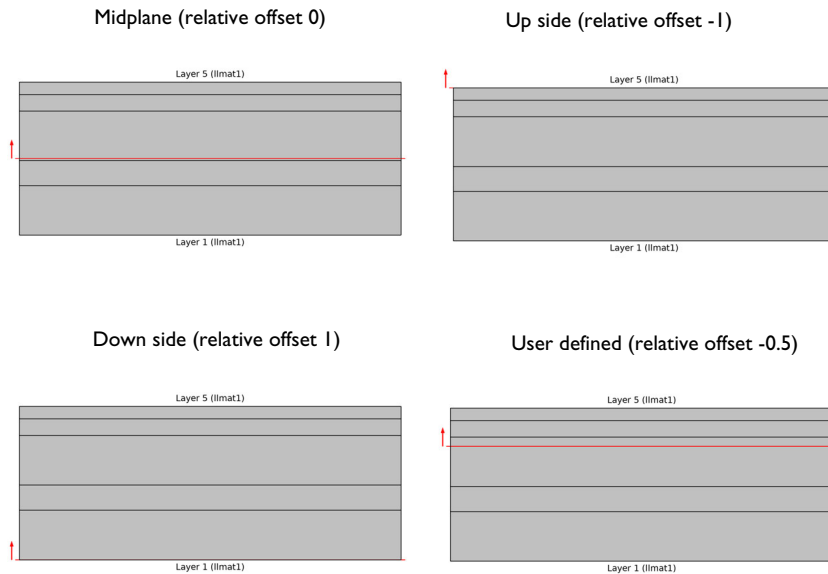 Midplane (relative offset 0)
Up side (relative offset -1)
Layer 5 (llmat1)
Layer 5 (llmat1)
Layer 1 (llmat1)
Layer 1 (llmat1)
Down side (relative offset 1)
User defined (relative offset -0.5)
Layer 5 (llmat1)
Layer 5 (llmat1)
Layer 1 (llmat1)
Layer 1 (llmat1)